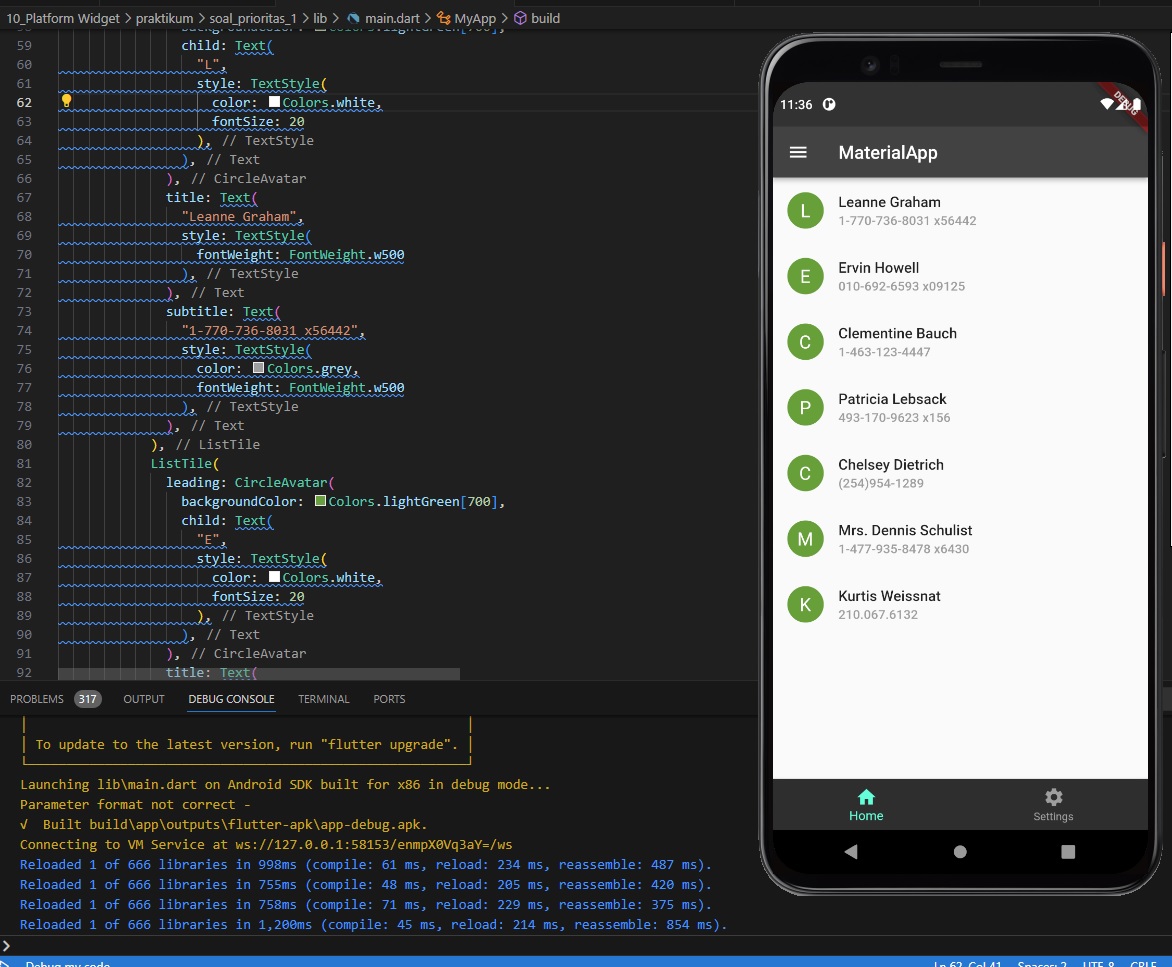 10_Platform Widget > praktikum > soal_prioritas_1 > lib > main.dart > MyApp > build
59 child: Text(
60 "L",
61 style: TextStyle(
62 color: Colors.white,
63 fontSize: 20
64 ), // TextStyle
65 ), // Text
66 ), // CircleAvatar
67 title: Text(
68 "Leanne Graham",
69 style: TextStyle(
70 fontWeight: FontWeight.w500
71 ), // TextStyle
72 ), // Text
73 subtitle: Text(
74 "1-770-736-8031 x56442",
75 style: TextStyle(
76 color: Colors.grey,
77 fontWeight: FontWeight.w500
78 ), // TextStyle
79 ), // Text
80 ), // ListTile
81 ListTile(
82 leading: CircleAvatar(
83 backgroundColor: Colors.lightGreen[700],
84 child: Text(
85 "E",
86 style: TextStyle(
87 color: Colors.white,
88 fontSize: 20
89 ), // TextStyle
90 ), // Text
91 ), // CircleAvatar
92 title: Text(
PROBLEMS 317 OUTPUT DEBUG CONSOLE TERMINAL PORTS
To update to the latest version, run "flutter upgrade".
Launching lib\main.dart on Android SDK built for x86 in debug mode...
Parameter format not correct -
√ Built build\app\outputs\flutter-apk\app-debug.apk.
Connecting to VM Service at ws://127.0.0.1:58153/enmpX0Vq3aY=/ws
Reloaded 1 of 666 libraries in 998ms (compile: 61 ms, reload: 234 ms, reassemble: 487 ms).
Reloaded 1 of 666 libraries in 755ms (compile: 48 ms, reload: 205 ms, reassemble: 420 ms).
Reloaded 1 of 666 libraries in 758ms (compile: 71 ms, reload: 229 ms, reassemble: 375 ms).
Reloaded 1 of 666 libraries in 1,200ms (compile: 45 ms, reload: 214 ms, reassemble: 854 ms).
Debug my code
Ln 62, Col 41 Spaces: 2 UTF-8 CRLF
11:36
DEBUG
MaterialApp
L
Leanne Graham
1-770-736-8031 x56442
E
Ervin Howell
010-692-6593 x09125
C
Clementine Bauch
1-463-123-4447
P
Patricia Lebsack
493-170-9623 x156
C
Chelsey Dietrich
(254)954-1289
M
Mrs. Dennis Schulist
1-477-935-8478 x6430
K
Kurtis Weissnat
210.067.6132
Home Settings